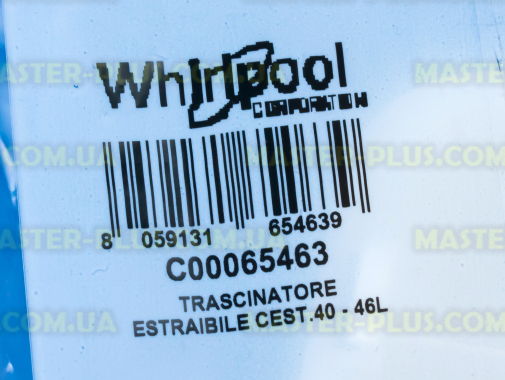 Whirlpool
CORPORATION
8 059131 654639
C00065463
TRASCINATORE
ESTRAIBILE CEST.40 - 46L
MASTER-PLUS.COM.UA